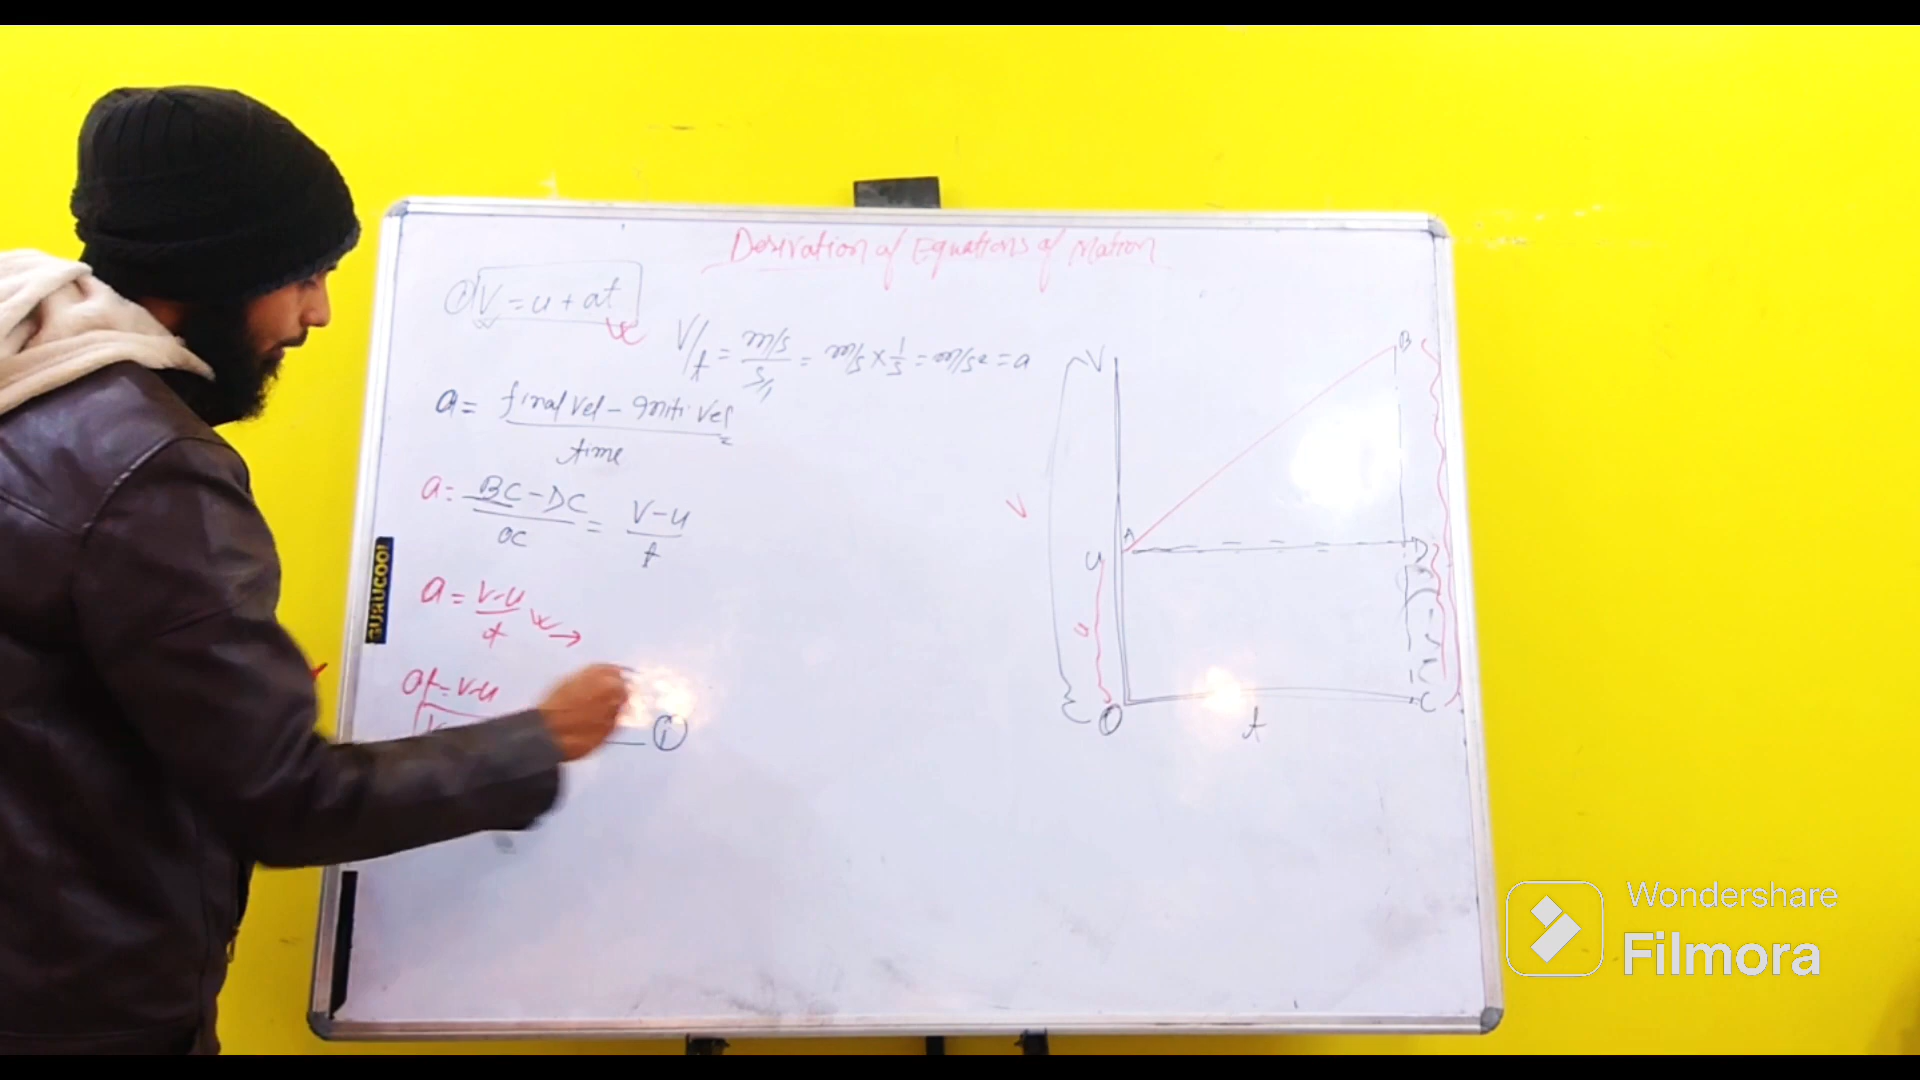 Derivation of Equations of Motion
① V = u + at
V/t = m/s / s/1 = m/s × 1/s = m/s² = a
a = final vel - Initi Vel / time
a = BC - DC / OC = V - u / t
a = V-u / t →
at = V-u
①
V
B
V
A
D
u
u
O
C
t
GURUCOOL
Wondershare
Filmora